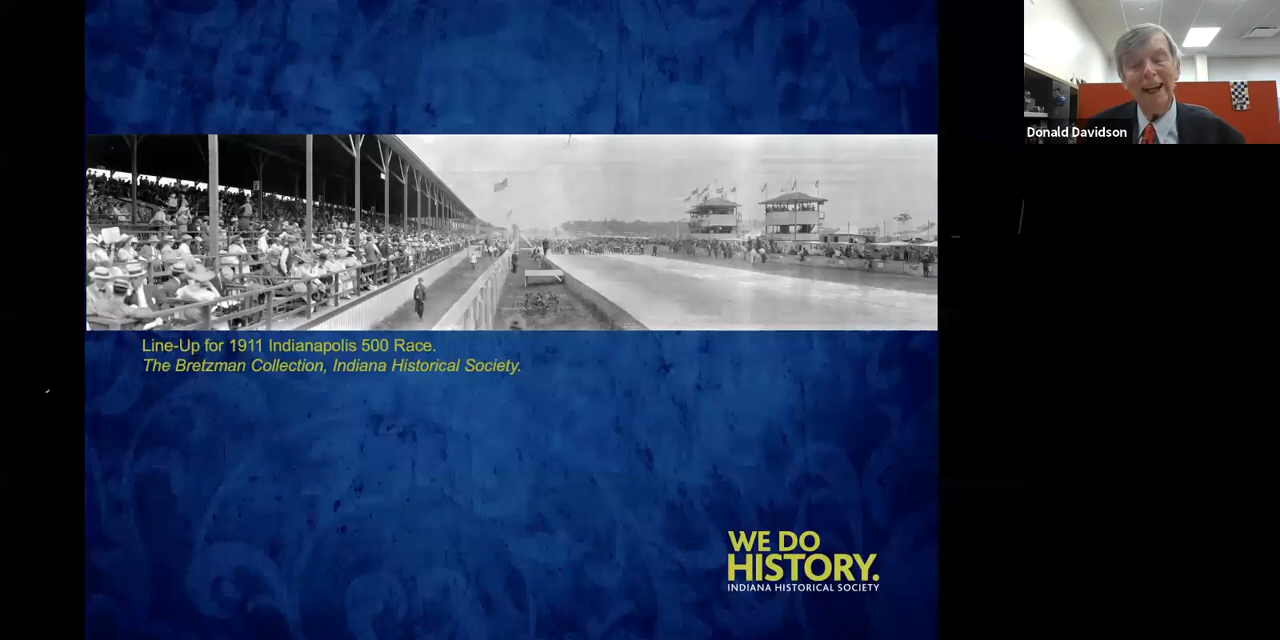 Donald Davidson
Line-Up for 1911 Indianapolis 500 Race.
The Bretzman Collection, Indiana Historical Society.
WE DO
HISTORY.
INDIANA HISTORICAL SOCIETY